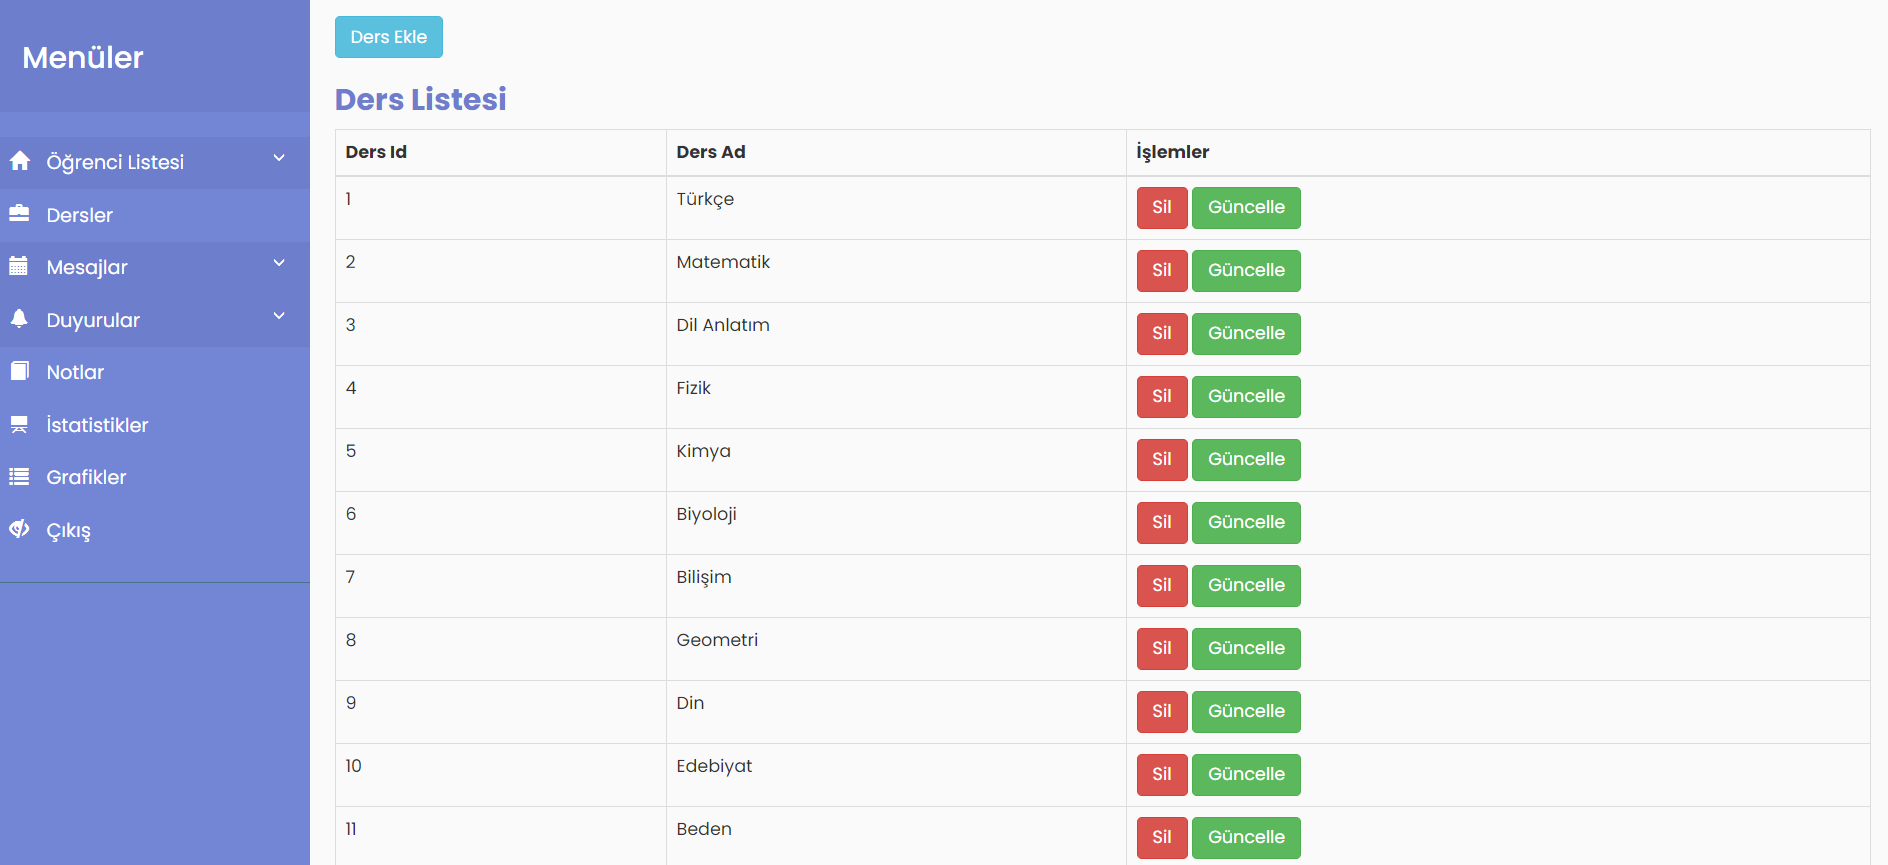 Menüler
Öğrenci Listesi
Dersler
Mesajlar
Duyurular
Notlar
İstatistikler
Grafikler
Çıkış
Ders Ekle
Ders Listesi
Ders Id Ders Ad İşlemler
1 Türkçe Sil Güncelle
2 Matematik Sil Güncelle
3 Dil Anlatım Sil Güncelle
4 Fizik Sil Güncelle
5 Kimya Sil Güncelle
6 Biyoloji Sil Güncelle
7 Bilişim Sil Güncelle
8 Geometri Sil Güncelle
9 Din Sil Güncelle
10 Edebiyat Sil Güncelle
11 Beden Sil Güncelle